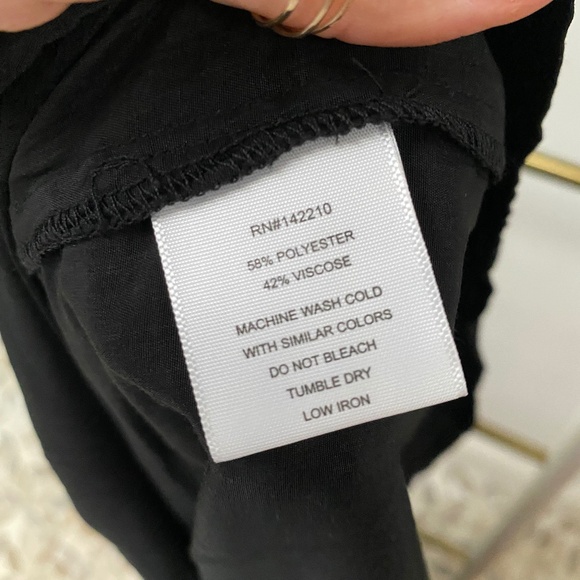 RN#142210
58% POLYESTER
42% VISCOSE
MACHINE WASH COLD
WITH SIMILAR COLORS
DO NOT BLEACH
TUMBLE DRY
LOW IRON